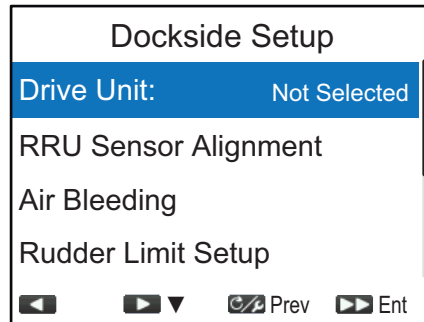 Dockside Setup
Drive Unit: Not Selected
RRU Sensor Alignment
Air Bleeding
Rudder Limit Setup
Prev Ent